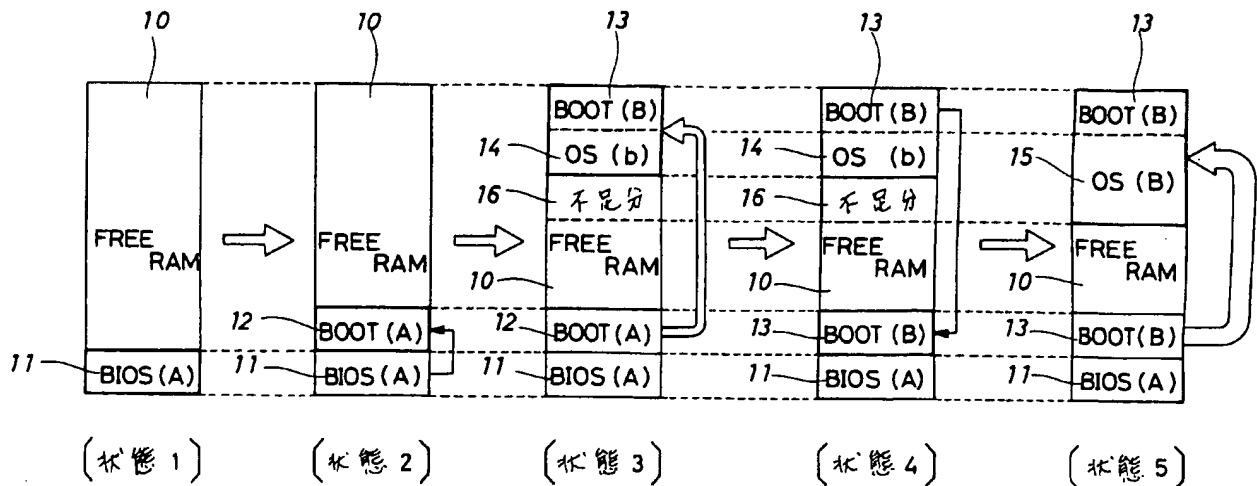 10
10
13
13
13
FREE RAM
11
BIOS (A)
FREE RAM
12
BOOT (A)
11
BIOS (A)
BOOT (B)
14
OS (b)
16
不足分
FREE RAM
10
12
BOOT (A)
11
BIOS (A)
BOOT (B)
14
OS (b)
16
不足分
FREE RAM
10
13
BOOT (B)
11
BIOS (A)
BOOT (B)
15
OS (B)
FREE RAM
10
13
BOOT (B)
11
BIOS (A)
(状態 1)
(状態 2)
(状態 3)
(状態 4)
(状態 5)